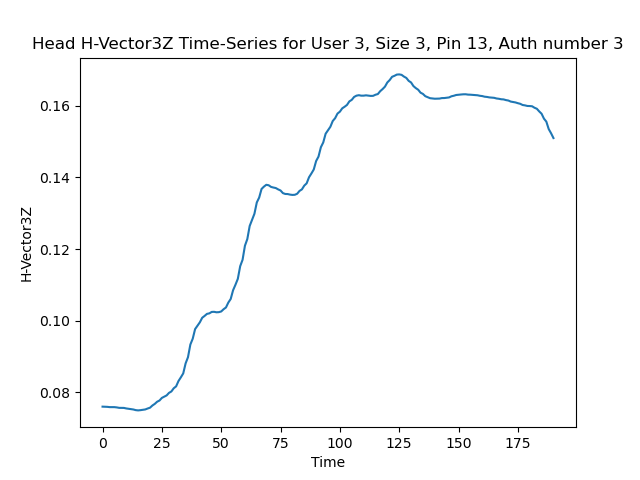 Head H-Vector3Z Time-Series for User 3, Size 3, Pin 13, Auth number 3
H-Vector3Z
0.16
0.14
0.12
0.10
0.08
0 25 50 75 100 125 150 175
Time